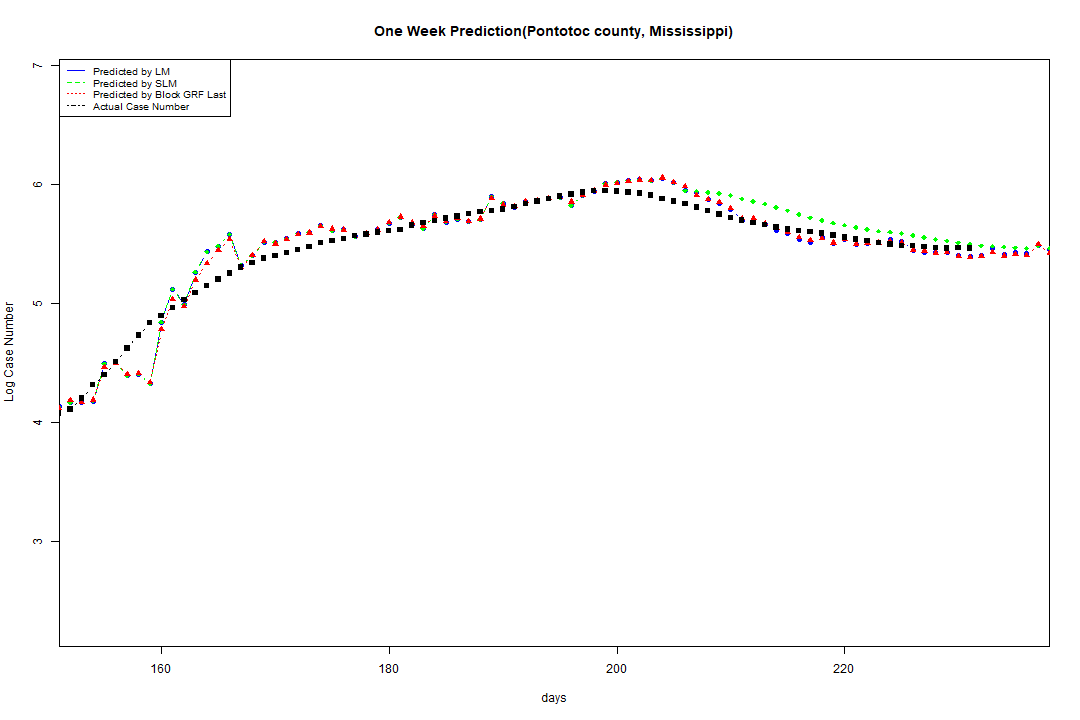 One Week Prediction(Pontotoc county, Mississippi)
Predicted by LM
Predicted by SLM
Predicted by Block GRF Last
Actual Case Number
7
6
5
4
3
Log Case Number
160 180 200 220
days